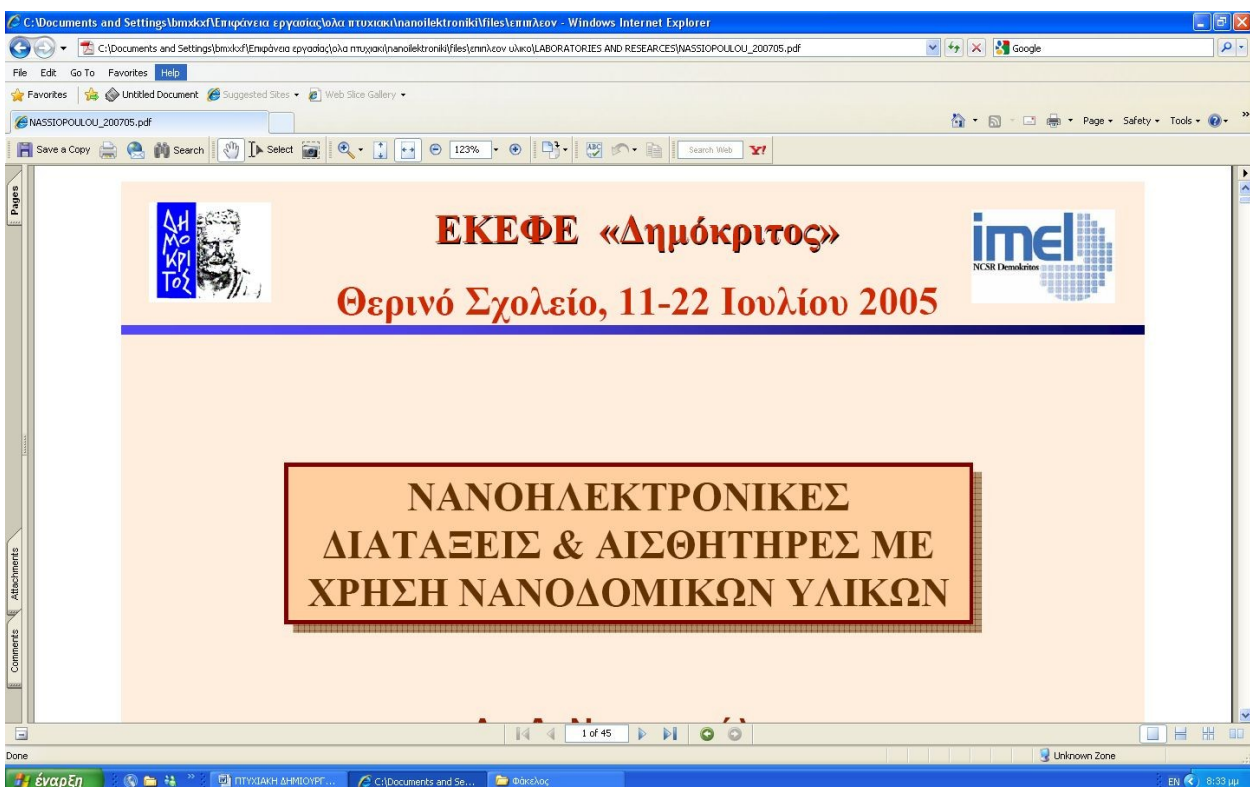 C:\Documents and Settings\bmxkxf\Επιφάνεια εργασίας\ολα πτυχιακι\nanoilektroniki\files\επιπλεον - Windows Internet Explorer
C:\Documents and Settings\bmxkxf\Επιφάνεια εργασίας\ολα πτυχιακι\nanoilektroniki\files\επιπλεον υλικο\LABORATORIES AND RESEARCES\NASSIOPOULOU_200705.pdf
Google
File Edit Go To Favorites Help
Favorites Untitled Document Suggested Sites Web Slice Gallery
NASSIOPOULOU_200705.pdf
Page Safety Tools
Save a Copy Search Select 123% Search Web Y!
Pages
Attachments
Comments
ΔΗΜΟΚΡΙΤΟΣ
ΕΚΕΦΕ «Δημόκριτος»
imel
NCSR Demokritos
Θερινό Σχολείο, 11-22 Ιουλίου 2005
ΝΑΝΟΗΛΕΚΤΡΟΝΙΚΕΣ
ΔΙΑΤΑΞΕΙΣ & ΑΙΣΘΗΤΗΡΕΣ ΜΕ
ΧΡΗΣΗ ΝΑΝΟΔΟΜΙΚΩΝ ΥΛΙΚΩΝ
1 of 45
Done
Unknown Zone
έναρξη
ΠΤΥΧΙΑΚΗ ΔΗΜΙΟΥΡΓ...
C:\Documents and Se...
Φάκελος
EN
8:33 μμ